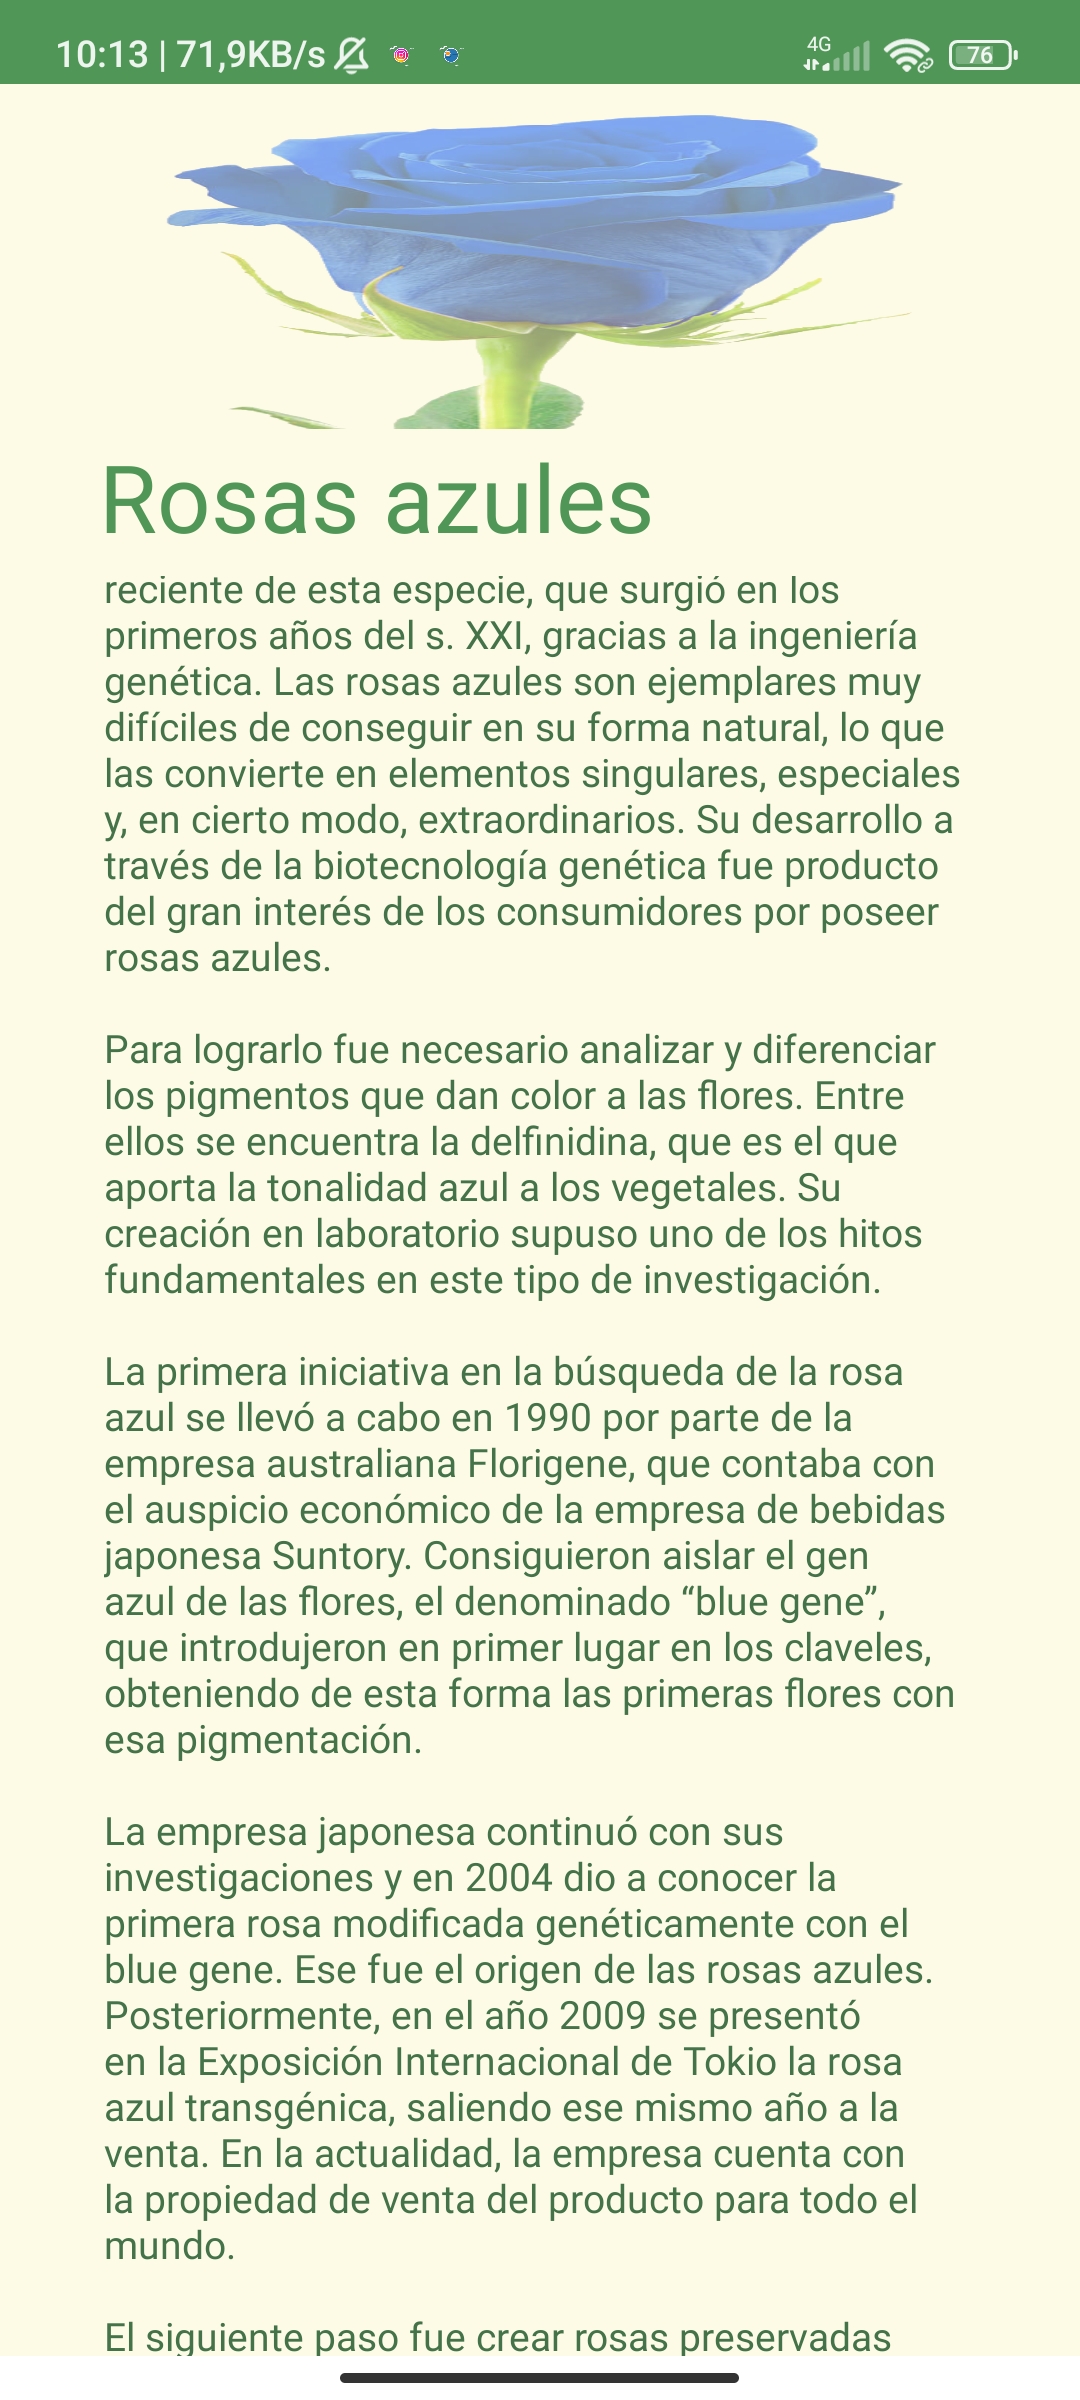 10:13 | 71,9KB/s
4G
76
Rosas azules
reciente de esta especie, que surgió en los
primeros años del s. XXI, gracias a la ingeniería
genética. Las rosas azules son ejemplares muy
difíciles de conseguir en su forma natural, lo que
las convierte en elementos singulares, especiales
y, en cierto modo, extraordinarios. Su desarrollo a
través de la biotecnología genética fue producto
del gran interés de los consumidores por poseer
rosas azules.
Para lograrlo fue necesario analizar y diferenciar
los pigmentos que dan color a las flores. Entre
ellos se encuentra la delfinidina, que es el que
aporta la tonalidad azul a los vegetales. Su
creación en laboratorio supuso uno de los hitos
fundamentales en este tipo de investigación.
La primera iniciativa en la búsqueda de la rosa
azul se llevó a cabo en 1990 por parte de la
empresa australiana Florigene, que contaba con
el auspicio económico de la empresa de bebidas
japonesa Suntory. Consiguieron aislar el gen
azul de las flores, el denominado “blue gene”,
que introdujeron en primer lugar en los claveles,
obteniendo de esta forma las primeras flores con
esa pigmentación.
La empresa japonesa continuó con sus
investigaciones y en 2004 dio a conocer la
primera rosa modificada genéticamente con el
blue gene. Ese fue el origen de las rosas azules.
Posteriormente, en el año 2009 se presentó
en la Exposición Internacional de Tokio la rosa
azul transgénica, saliendo ese mismo año a la
venta. En la actualidad, la empresa cuenta con
la propiedad de venta del producto para todo el
mundo.
El siguiente paso fue crear rosas preservadas